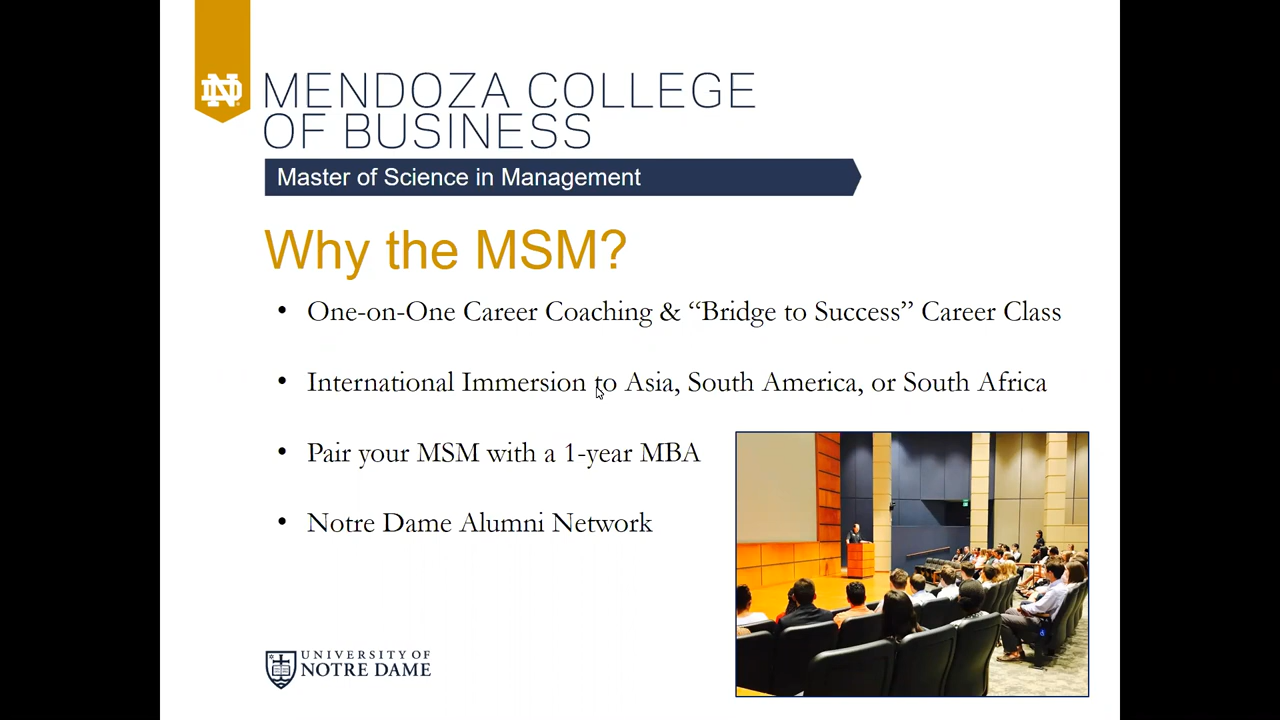 ND
MENDOZA COLLEGE
OF BUSINESS
Master of Science in Management
Why the MSM?
• One-on-One Career Coaching & “Bridge to Success” Career Class
• International Immersion to Asia, South America, or South Africa
• Pair your MSM with a 1-year MBA
• Notre Dame Alumni Network
UNIVERSITY OF
NOTRE DAME